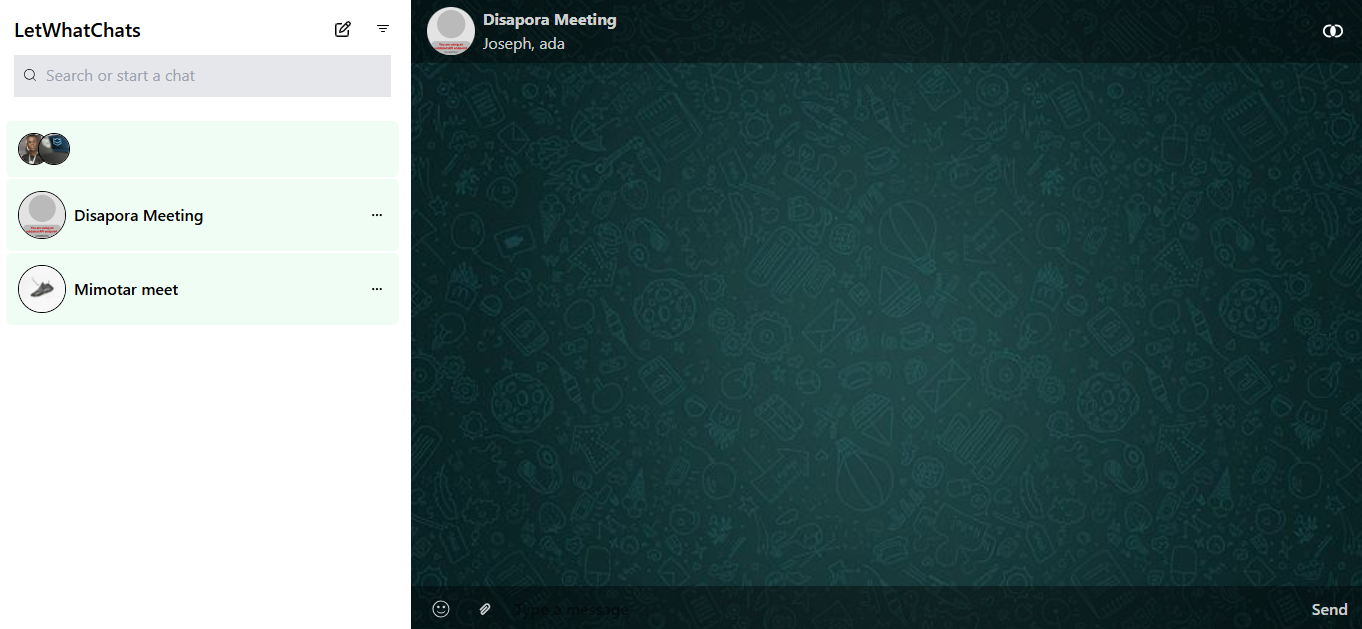 LetWhatChats
Search or start a chat
Disapora Meeting
Mimotar meet
Disapora Meeting
Joseph, ada
Type a message
Send